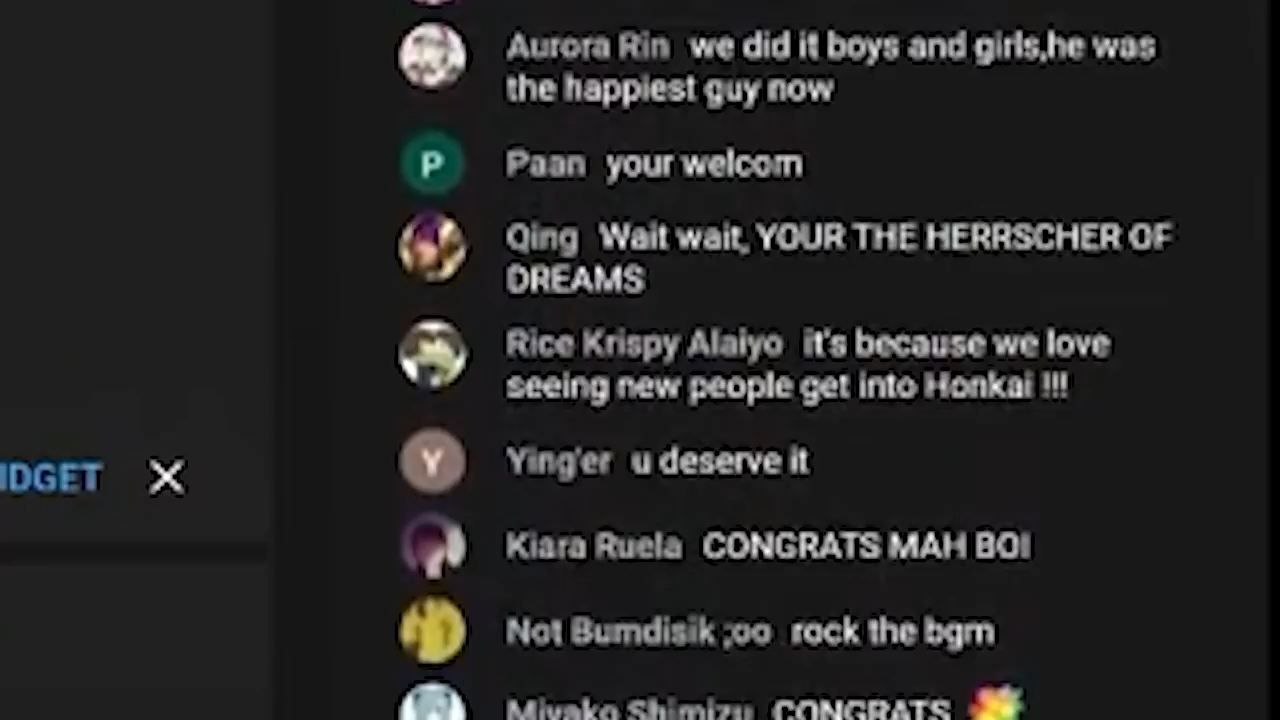 Aurora Rin we did it boys and girls,he was
the happiest guy now
P
Paan your welcom
Qing Wait wait, YOUR THE HERRSCHER OF
DREAMS
Rice Krispy Alaiyo it's because we love
seeing new people get into Honkai !!!
IDGET
Y
Ying'er u deserve it
Kiara Ruela CONGRATS MAH BOI
Not Bumdisik ;oo rock the bgm
Miyako Shimizu CONGRATS